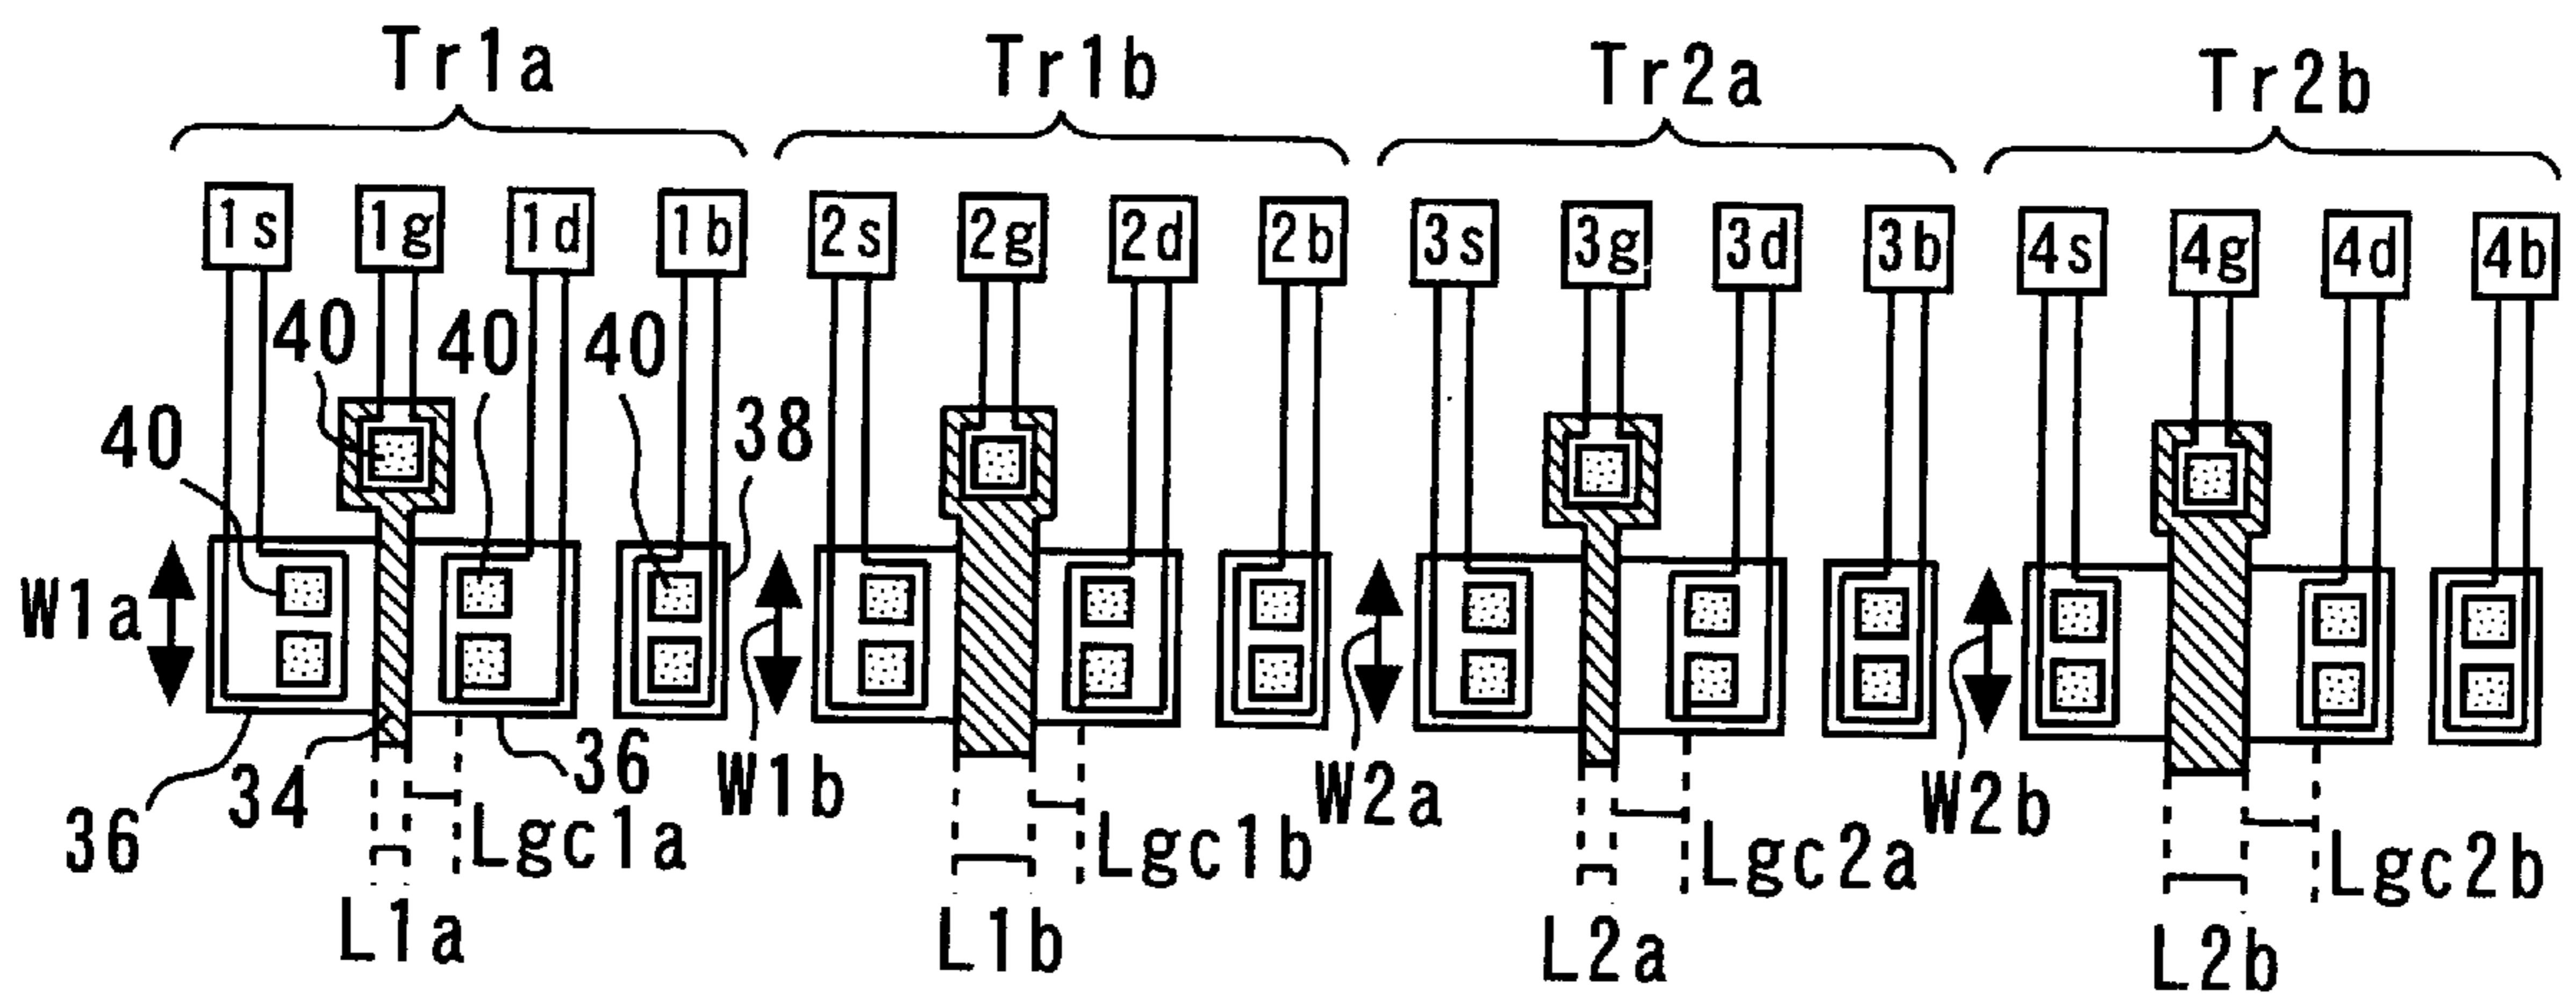 Tr1a Tr1b Tr2a Tr2b
1s 1g 1d 1b 2s 2g 2d 2b 3s 3g 3d 3b 4s 4g 4d 4b
40 40 40
40 38
W1a
36 34 36 W1b W2a W2b
Lgc1a Lgc1b Lgc2a Lgc2b
L1a L1b L2a L2b